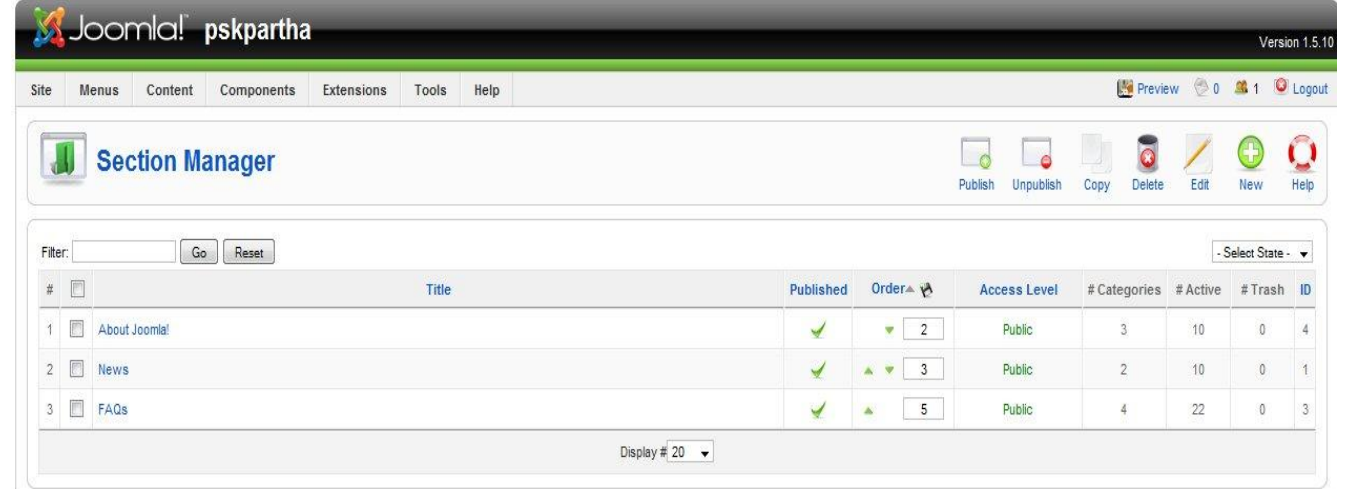 Joomla! pskpartha
Version 1.5.10
Site Menus Content Components Extensions Tools Help Preview 0 1 Logout
Section Manager
Publish Unpublish Copy Delete Edit New Help
Filter: Go Reset - Select State -
# Title Published Order Access Level # Categories # Active # Trash ID
1 About Joomla! 2 Public 3 10 0 4
2 News 3 Public 2 10 0 1
3 FAQs 5 Public 4 22 0 3
Display # 20